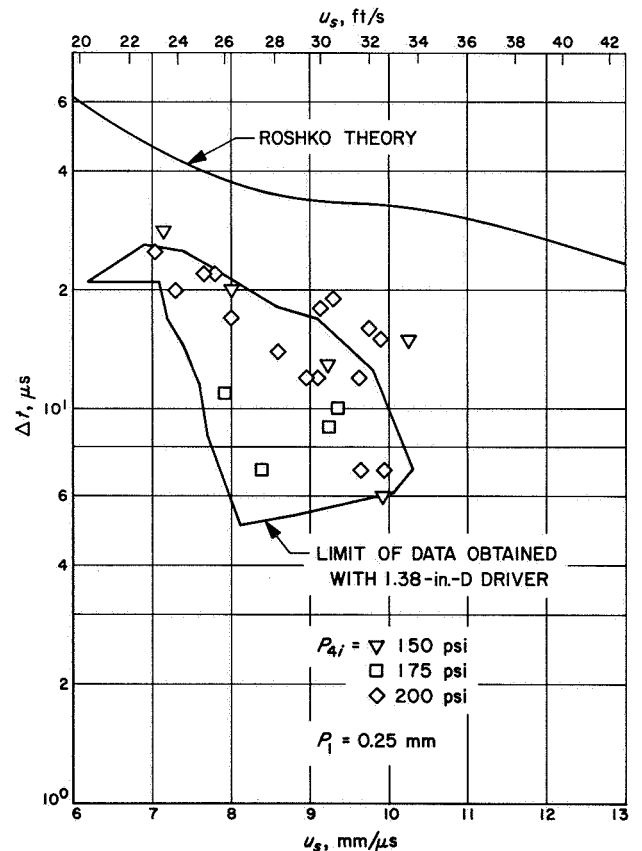 u_s, ft/s
20 22 24 26 28 30 32 34 36 38 40 42
6
ROSHKO THEORY
4
2
10¹
Δt, μs
6
LIMIT OF DATA OBTAINED
WITH 1.38-in.-D DRIVER
4
P_4i = ▽ 150 psi
□ 175 psi
2
◇ 200 psi
P_1 = 0.25 mm
10⁰
6 7 8 9 10 11 12 13
u_s, mm/μs